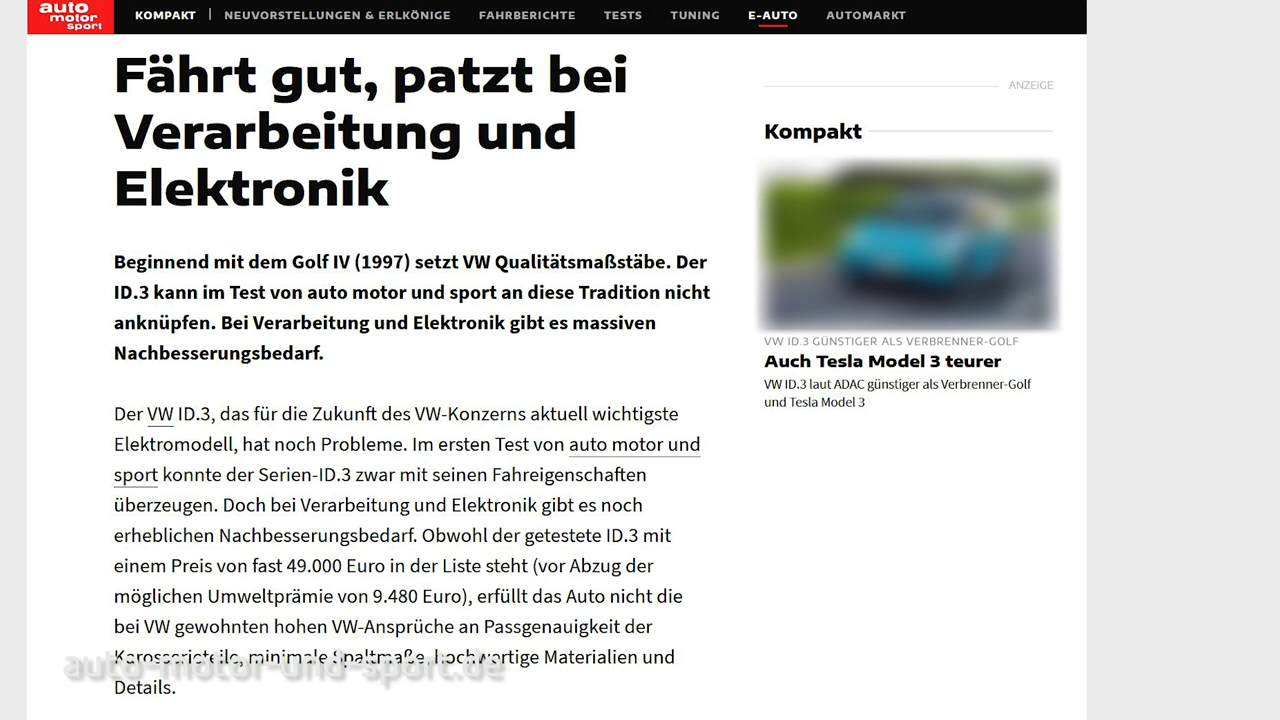 auto
motor
sport
KOMPAKT | NEUVORSTELLUNGEN & ERLKÖNIGE FAHRBERICHTE TESTS TUNING E-AUTO AUTOMARKT
Fährt gut, patzt bei
Verarbeitung und
Elektronik
Beginnend mit dem Golf IV (1997) setzt VW Qualitätsmaßstäbe. Der
ID.3 kann im Test von auto motor und sport an diese Tradition nicht
anknüpfen. Bei Verarbeitung und Elektronik gibt es massiven
Nachbesserungsbedarf.
Der VW ID.3, das für die Zukunft des VW-Konzerns aktuell wichtigste
Elektromodell, hat noch Probleme. Im ersten Test von auto motor und
sport konnte der Serien-ID.3 zwar mit seinen Fahreigenschaften
überzeugen. Doch bei Verarbeitung und Elektronik gibt es noch
erheblichen Nachbesserungsbedarf. Obwohl der getestete ID.3 mit
einem Preis von fast 49.000 Euro in der Liste steht (vor Abzug der
möglichen Umweltprämie von 9.480 Euro), erfüllt das Auto nicht die
bei VW gewohnten hohen VW-Ansprüche an Passgenauigkeit der
Karosserieteile, minimale Spaltmaße, hochwertige Materialien und
Details.
auto-motor-und-sport.de
ANZEIGE
Kompakt
VW ID.3 GÜNSTIGER ALS VERBRENNER-GOLF
Auch Tesla Model 3 teurer
VW ID.3 laut ADAC günstiger als Verbrenner-Golf
und Tesla Model 3